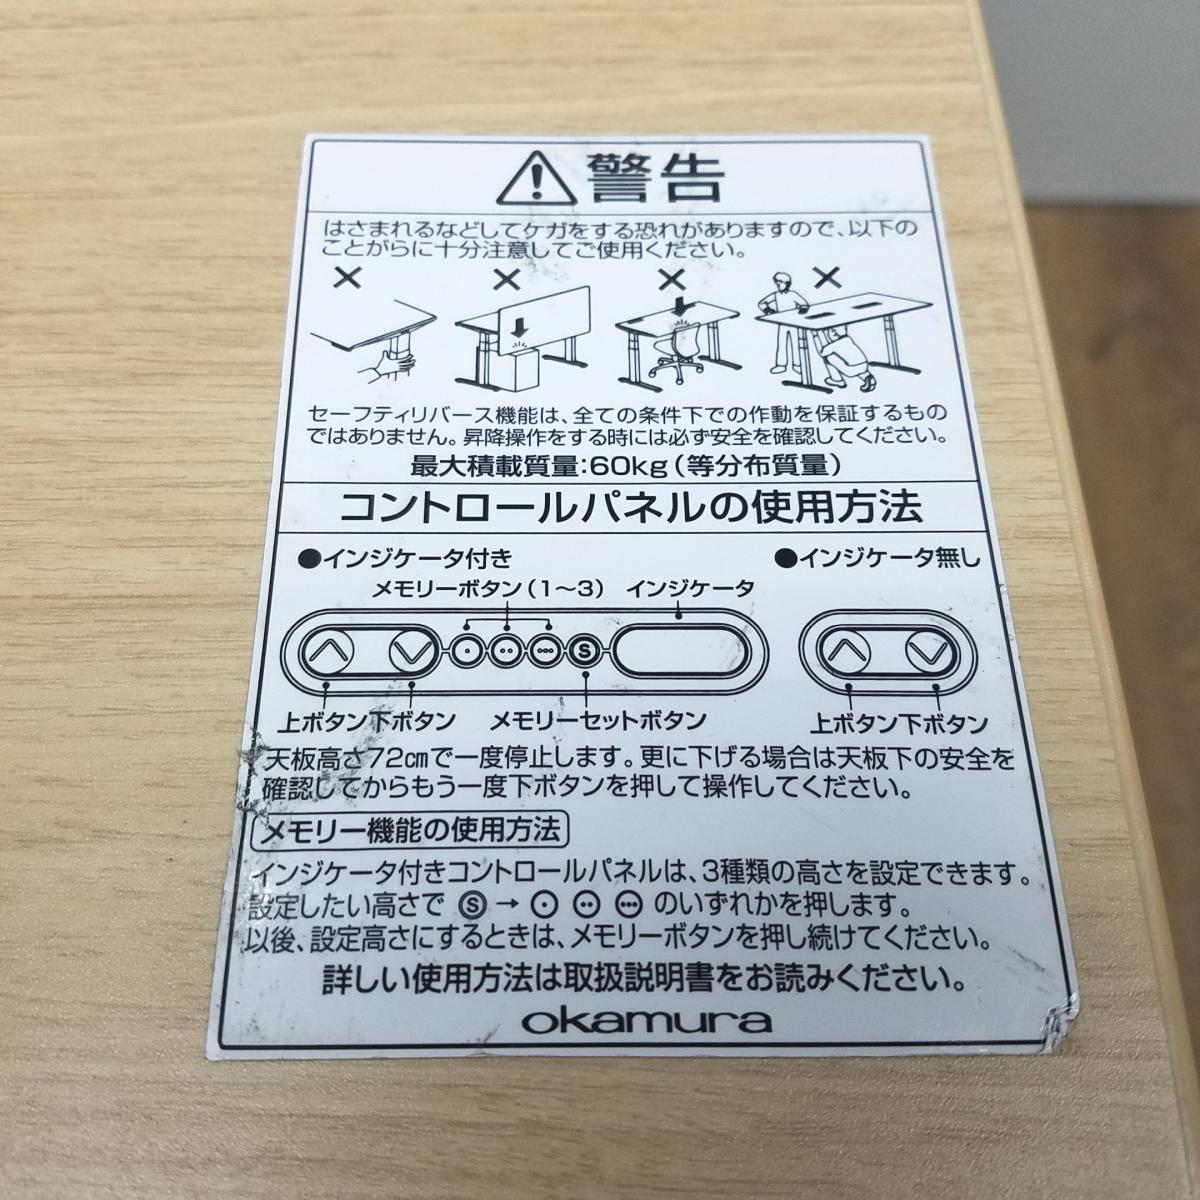 警告
はさまれるなどしてケガをする恐れがありますので、以下の
ことがらに十分注意してご使用ください。
セーフティリバース機能は、全ての条件下での作動を保証するもの
ではありません。昇降操作をする時には必ず安全を確認してください。
最大積載質量:60kg(等分布質量)
コントロールパネルの使用方法
●インジケータ付き ●インジケータ無し
メモリーボタン(1〜3) インジケータ
S
上ボタン 下ボタン メモリーセットボタン 上ボタン 下ボタン
天板高さ72㎝で一度停止します。更に下げる場合は天板下の安全を
確認してからもう一度下ボタンを押して操作してください。
メモリー機能の使用方法
インジケータ付きコントロールパネルは、3種類の高さを設定できます。
設定したい高さで Ⓢ → ⊙ のいずれかを押します。
以後、設定高さにするときは、メモリーボタンを押し続けてください。
詳しい使用方法は取扱説明書をお読みください。
okamura